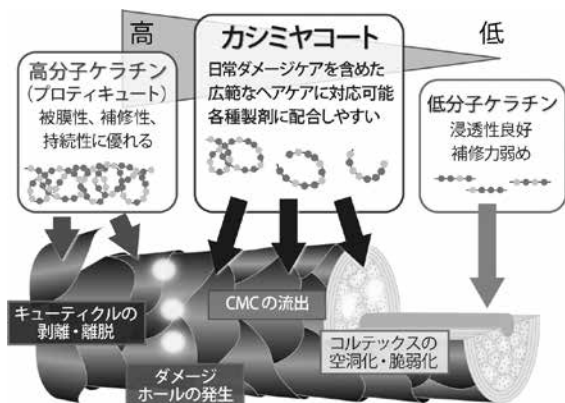 高
カシミヤコート
低
日常ダメージケアを含めた
広範なヘアケアに対応可能
各種製剤に配合しやすい
高分子ケラチン
(プロティキュート)
被膜性、補修性、
持続性に優れる
低分子ケラチン
浸透性良好
補修力弱め
キューティクルの
剥離・離脱
CMCの流出
ダメージ
ホールの発生
コルテックスの
空洞化・脆弱化